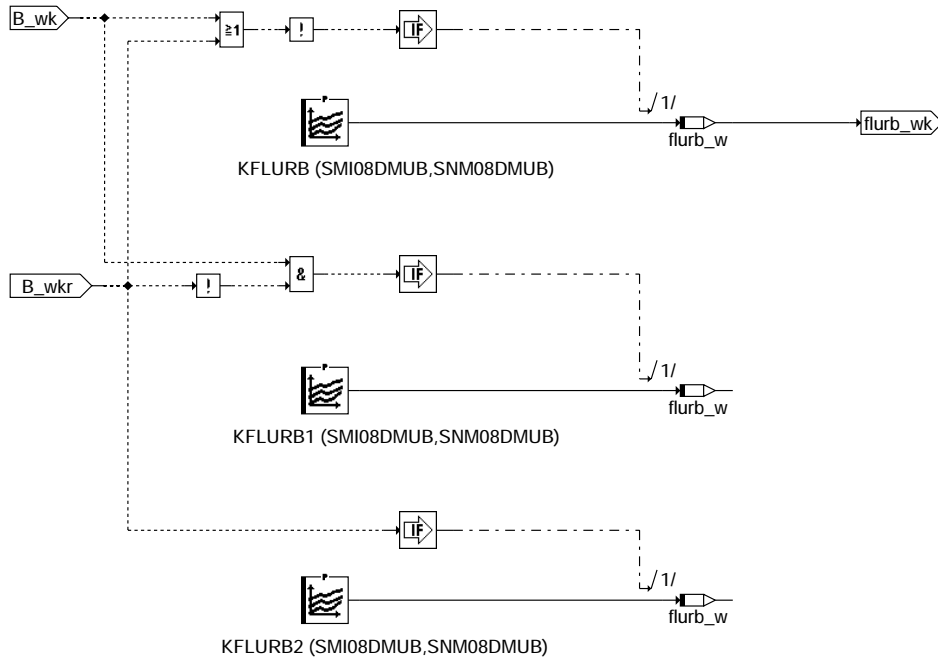 B_wk
≥1
!
IF
/1/
P
flurb_w
flurb_wk
KFLURB (SMI08DMUB,SNM08DMUB)
&
IF
B_wkr
!
/1/
P
flurb_w
KFLURB1 (SMI08DMUB,SNM08DMUB)
IF
/1/
P
flurb_w
KFLURB2 (SMI08DMUB,SNM08DMUB)